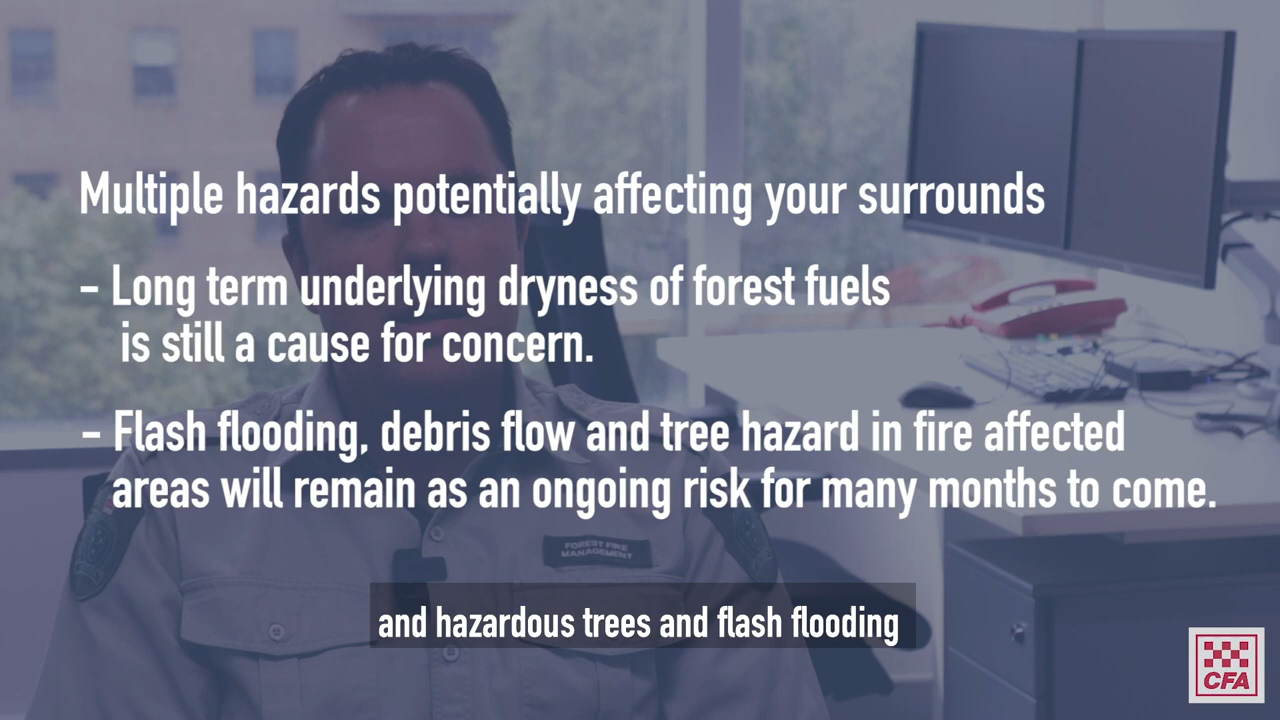 Multiple hazards potentially affecting your surrounds
- Long term underlying dryness of forest fuels
is still a cause for concern.
- Flash flooding, debris flow and tree hazard in fire affected
areas will remain as an ongoing risk for many months to come.
FOREST FIRE
MANAGEMENT
and hazardous trees and flash flooding
CFA